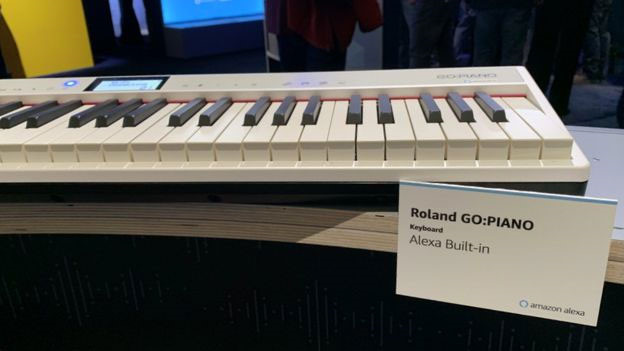 GO:PIANO
Roland GO:PIANO
Keyboard
Alexa Built-in
amazon alexa